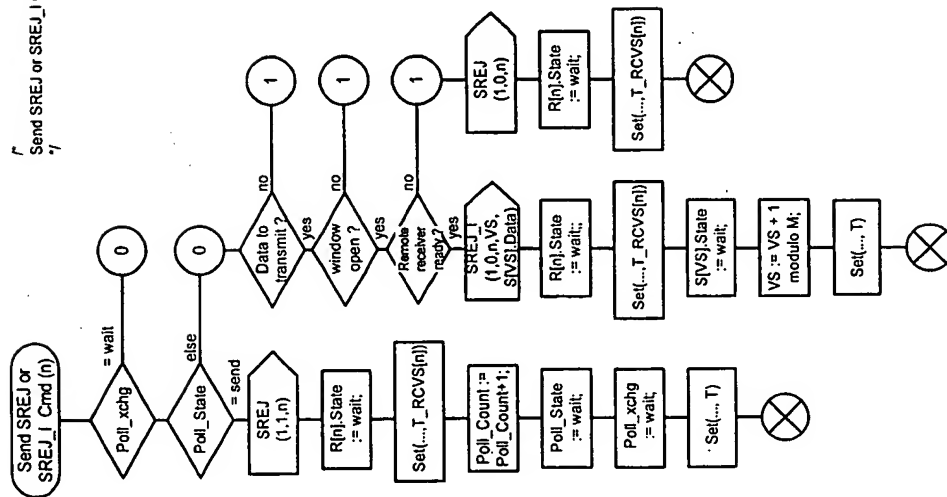 /*
Send SREJ or SREJ_I
*/
Send SREJ or
SREJ_I_Cmd (n)
Poll_xchg
= wait
0
Poll_State
else
0
= send
SREJ
(1,1,n)
R[n].State
:= wait;
Set(...,T_RCVS[n])
Poll_Count :=
Poll_Count+1;
Poll_State
:= wait;
Poll_xchg
:= wait;
Set(..., T)
Data to
transmit ?
no
1
yes
window
open ?
no
1
yes
Remote
receiver
ready ?
no
1
yes
SREJ_I
(1,0,n,VS,
S[VS].Data)
R[n].State
:= wait;
Set(...,T_RCVS[n])
S[VS].State
:= wait;
VS := VS + 1
modulo M;
Set(..., T)
SREJ
(1,0,n)
R[n].State
:= wait;
Set(...,T_RCVS[n])